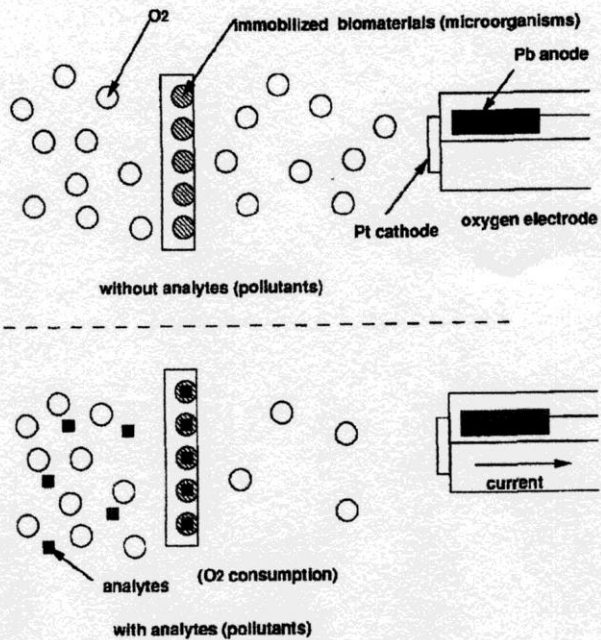 O2
immobilized biomaterials (microorganisms)
Pb anode
Pt cathode
oxygen electrode
without analytes (pollutants)
current
analytes
(O2 consumption)
with analytes (pollutants)